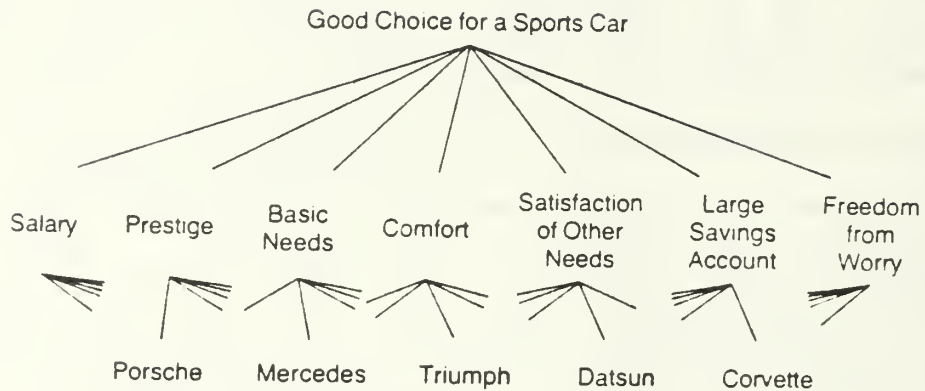 Good Choice for a Sports Car
Salary
Prestige
Basic
Needs
Comfort
Satisfaction
of Other
Needs
Large
Savings
Account
Freedom
from
Worry
Porsche
Mercedes
Triumph
Datsun
Corvette